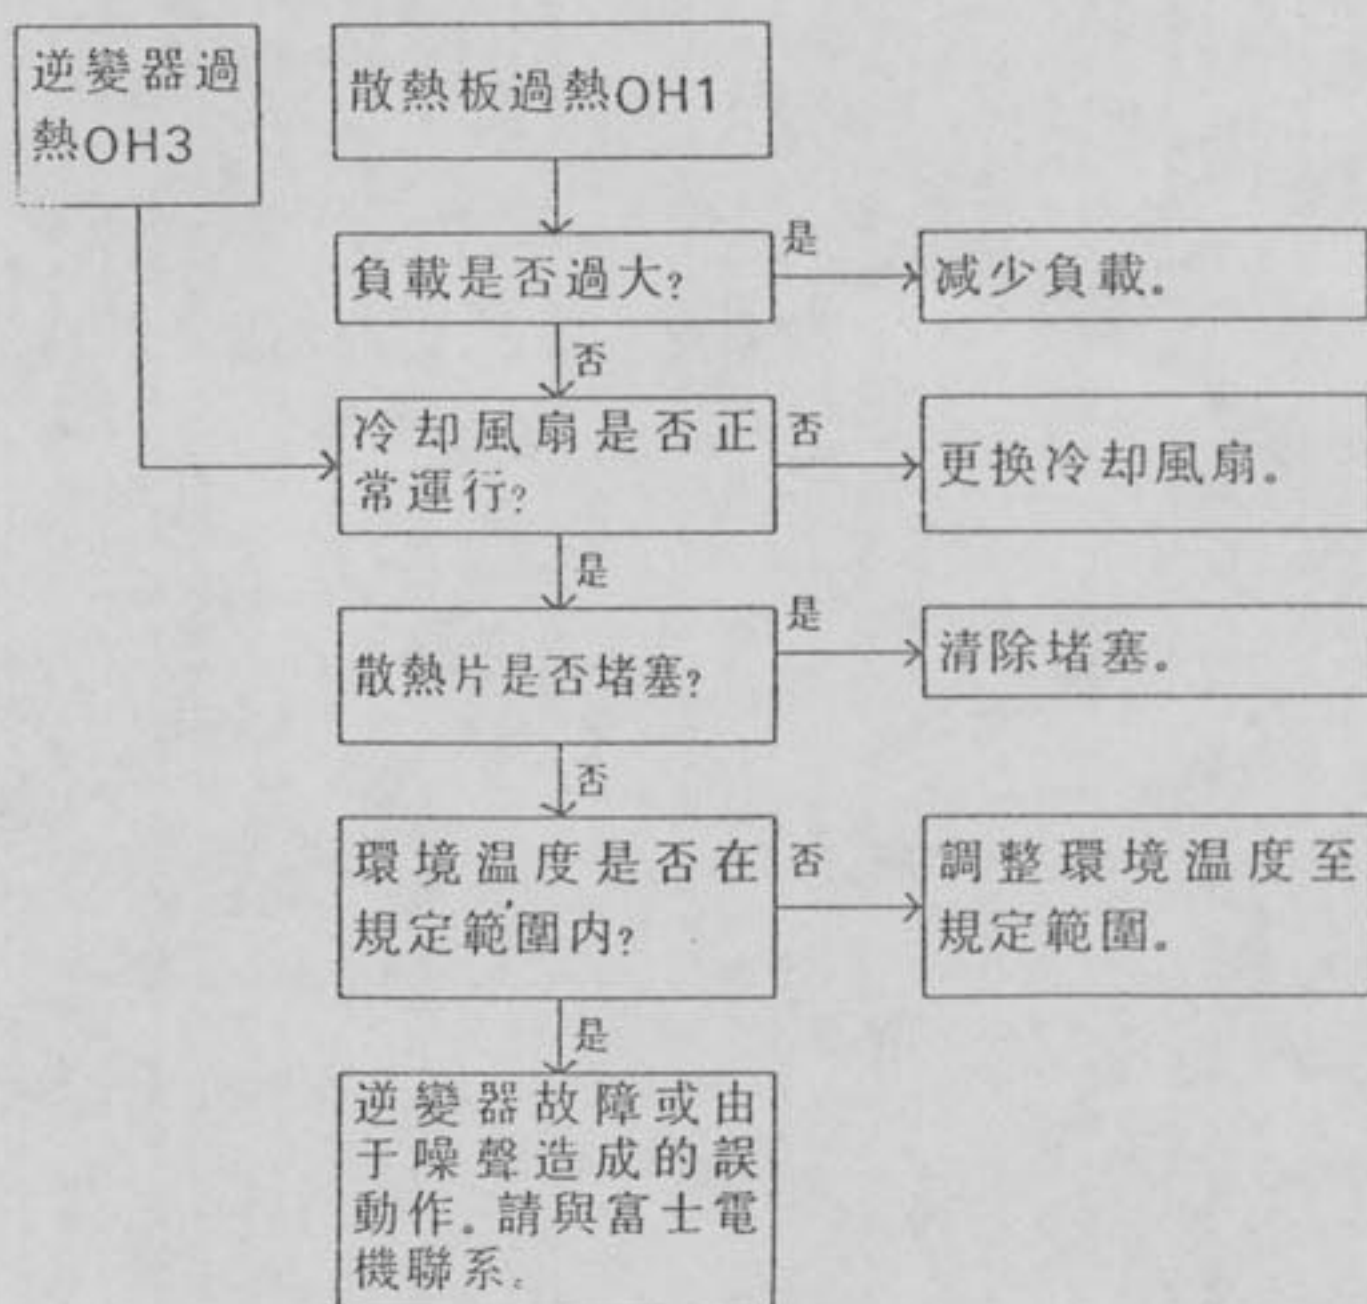 逆變器過
熱OH3
散熱板過熱OH1
負載是否過大?
是
减少負載。
否
冷却風扇是否正
常運行?
否
更换冷却風扇。
是
散熱片是否堵塞?
是
清除堵塞。
否
環境温度是否在
規定範圍内?
否
調整環境温度至
規定範圍。
是
逆變器故障或由
于噪聲造成的誤
動作。請與富士電
機聯系。